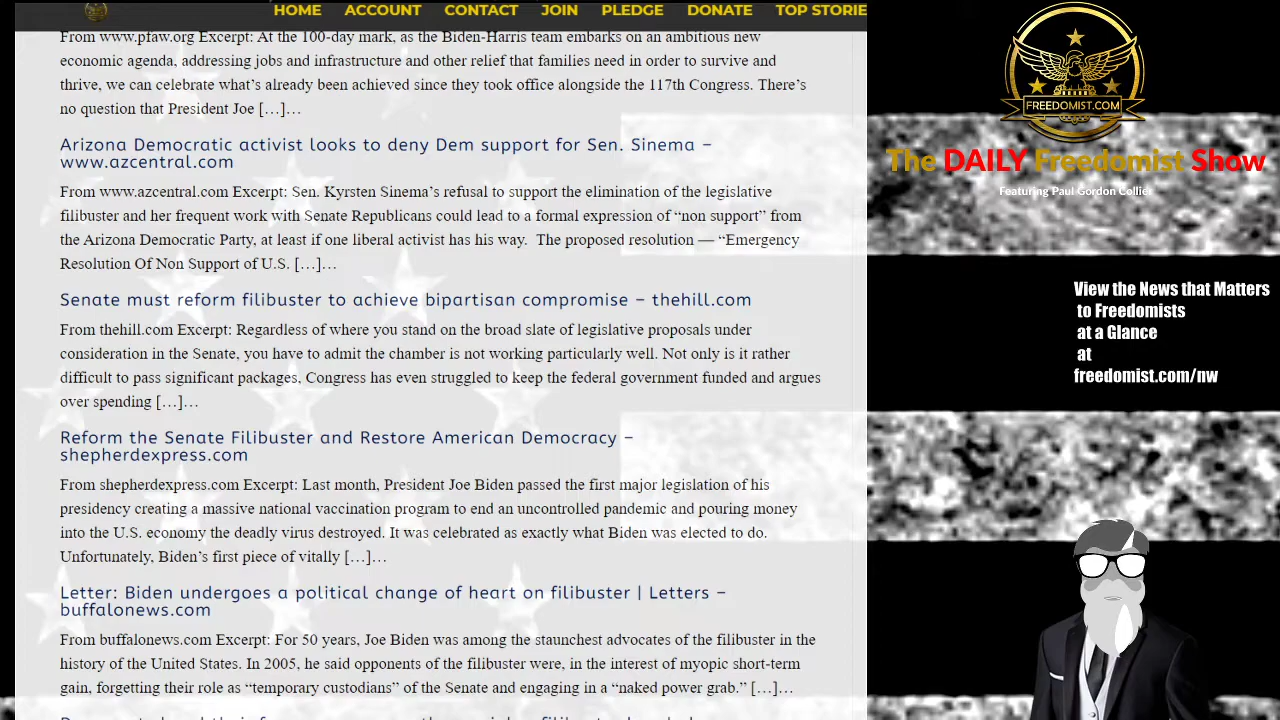 HOME ACCOUNT CONTACT JOIN PLEDGE DONATE TOP STORIE
From www.pfaw.org Excerpt: At the 100-day mark, as the Biden-Harris team embarks on an ambitious new
economic agenda, addressing jobs and infrastructure and other relief that families need in order to survive and
thrive, we can celebrate what’s already been achieved since they took office alongside the 117th Congress. There’s
no question that President Joe […]…
Arizona Democratic activist looks to deny Dem support for Sen. Sinema –
www.azcentral.com
From www.azcentral.com Excerpt: Sen. Kyrsten Sinema’s refusal to support the elimination of the legislative
filibuster and her frequent work with Senate Republicans could lead to a formal expression of “non support” from
the Arizona Democratic Party, at least if one liberal activist has his way. The proposed resolution — “Emergency
Resolution Of Non Support of U.S. […]…
Senate must reform filibuster to achieve bipartisan compromise – thehill.com
From thehill.com Excerpt: Regardless of where you stand on the broad slate of legislative proposals under
consideration in the Senate, you have to admit the chamber is not working particularly well. Not only is it rather
difficult to pass significant packages, Congress has even struggled to keep the federal government funded and argues
over spending […]…
Reform the Senate Filibuster and Restore American Democracy –
shepherdexpress.com
From shepherdexpress.com Excerpt: Last month, President Joe Biden passed the first major legislation of his
presidency creating a massive national vaccination program to end an uncontrolled pandemic and pouring money
into the U.S. economy the deadly virus destroyed. It was celebrated as exactly what Biden was elected to do.
Unfortunately, Biden’s first piece of vitally […]…
Letter: Biden undergoes a political change of heart on filibuster | Letters –
buffalonews.com
From buffalonews.com Excerpt: For 50 years, Joe Biden was among the staunchest advocates of the filibuster in the
history of the United States. In 2005, he said opponents of the filibuster were, in the interest of myopic short-term
gain, forgetting their role as “temporary custodians” of the Senate and engaging in a “naked power grab.” […]…
FREEDOMIST.COM
The DAILY Freedomist Show
Featuring Paul Gordon Collier
View the News that Matters
to Freedomists
at a Glance
at
freedomist.com/nw